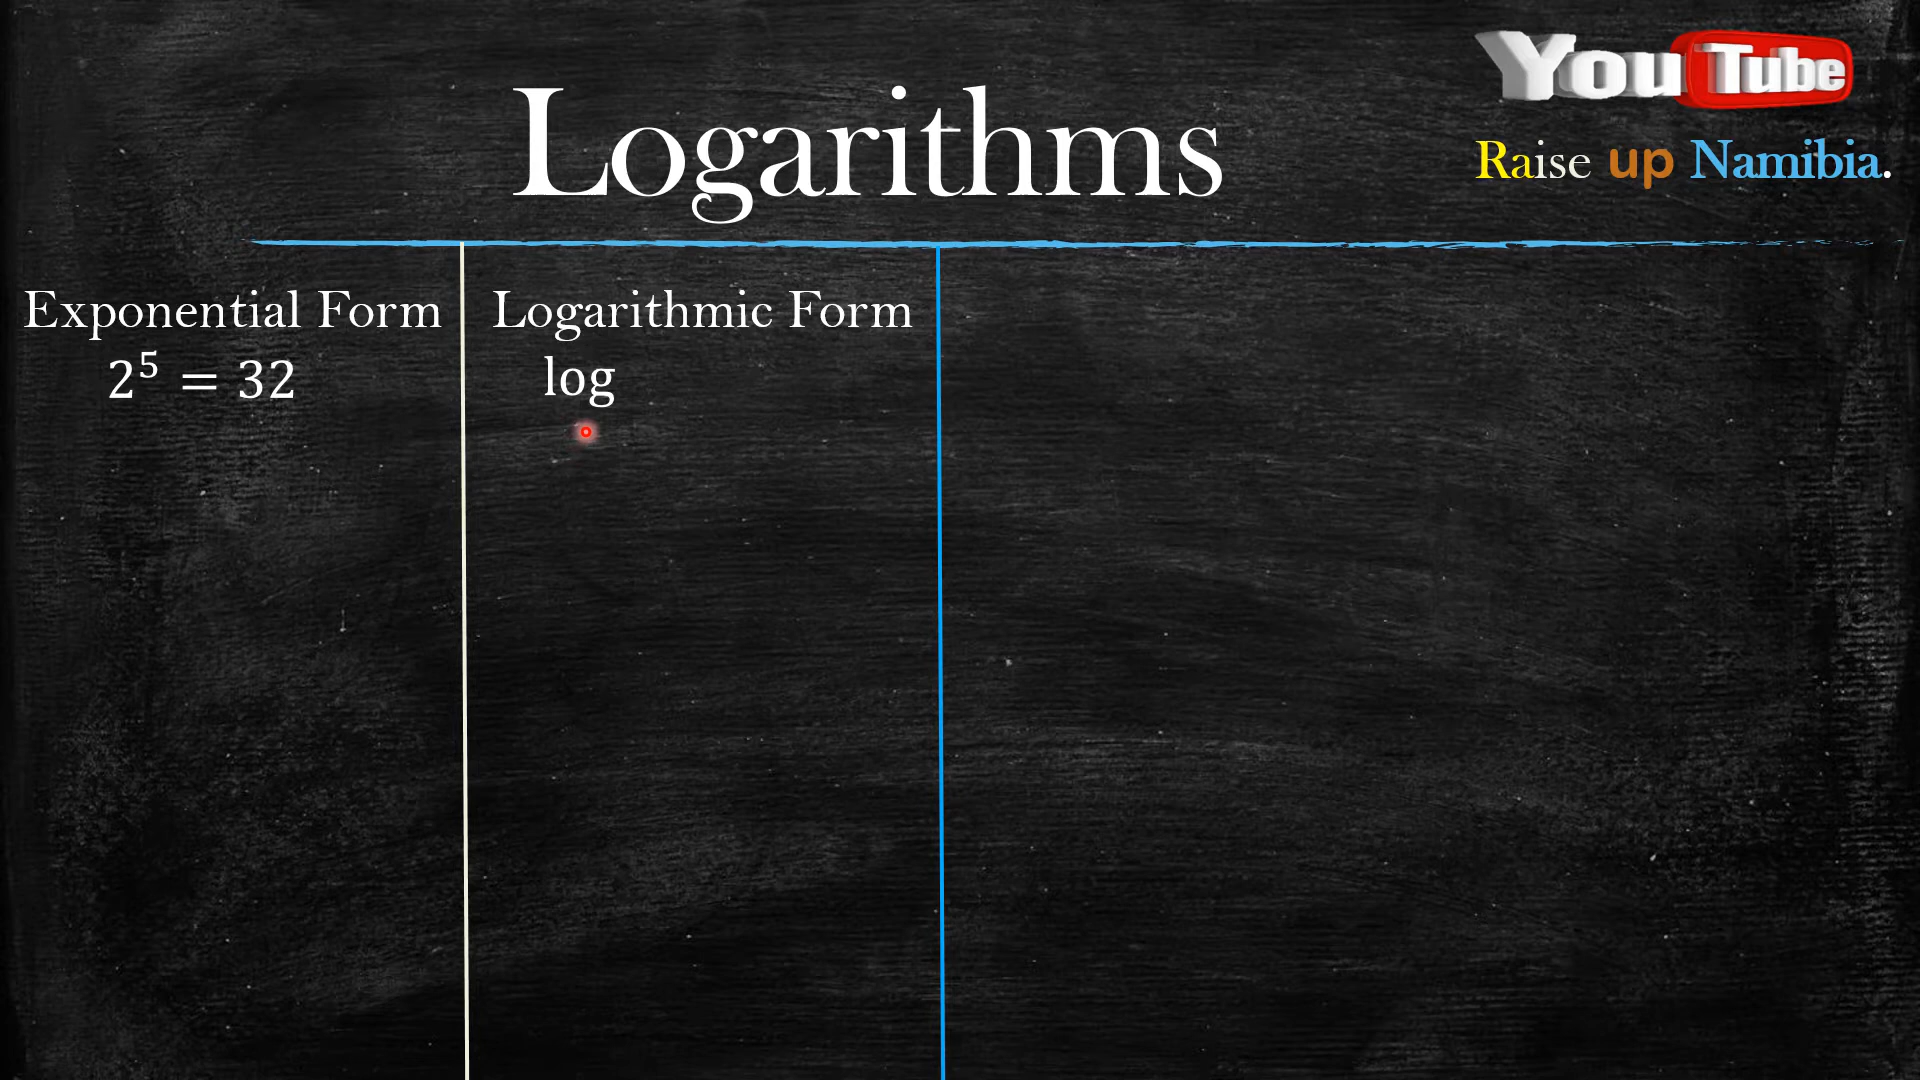 YouTube
Logarithms
Raise up Namibia.
Exponential Form
Logarithmic Form
2⁵ = 32
log